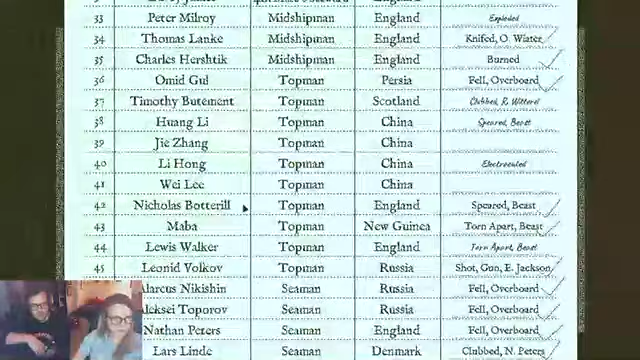 33 Peter Milroy Midshipman England Exploded
34 Thomas Lanke Midshipman England Knifed, O. Wiater
35 Charles Hershtik Midshipman England Burned
36 Omid Gul Topman Persia Fell, Overboard
37 Timothy Butement Topman Scotland Clubbed, R. Witterel
38 Huang Li Topman China Speared, Beast
39 Jie Zhang Topman China
40 Li Hong Topman China Electrocuted
41 Wei Lee Topman China
42 Nicholas Botterill Topman England Speared, Beast
43 Maba Topman New Guinea Torn Apart, Beast
44 Lewis Walker Topman England Torn Apart, Beast
45 Leonid Volkov Topman Russia Shot, Gun, E. Jackson
Alarcus Nikishin Seaman Russia Fell, Overboard
Aleksei Toporov Seaman Russia Fell, Overboard
Nathan Peters Seaman England Fell, Overboard
Lars Linde Seaman Denmark Clubbed, N. Peters